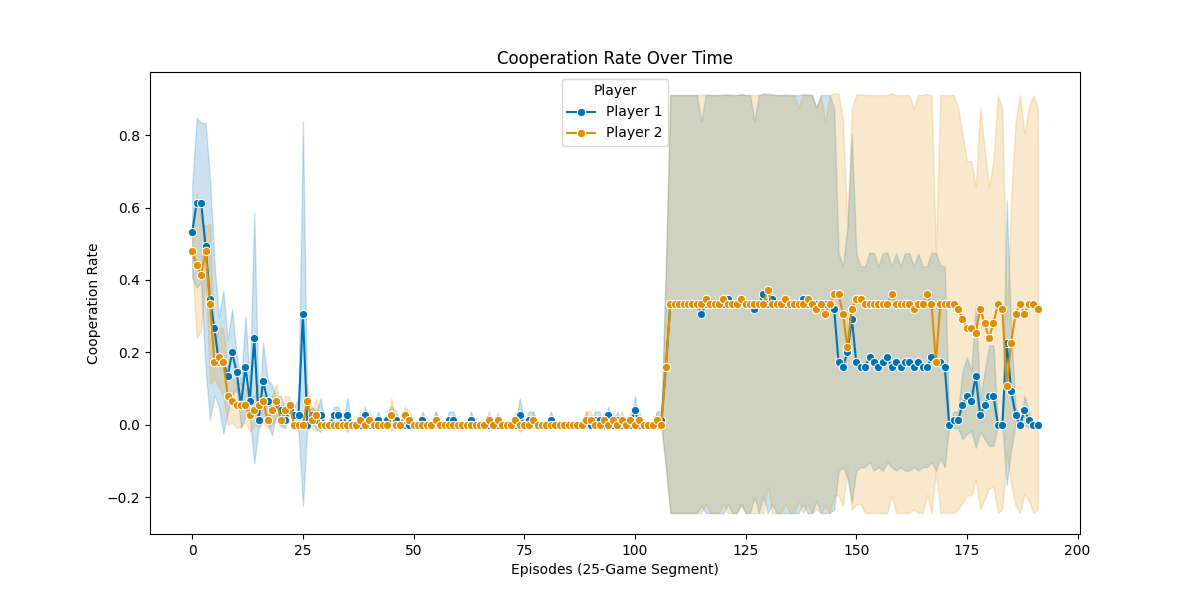 Cooperation Rate Over Time
Player
Player 1
Player 2
Cooperation Rate
0.8
0.6
0.4
0.2
0.0
−0.2
0 25 50 75 100 125 150 175 200
Episodes (25-Game Segment)